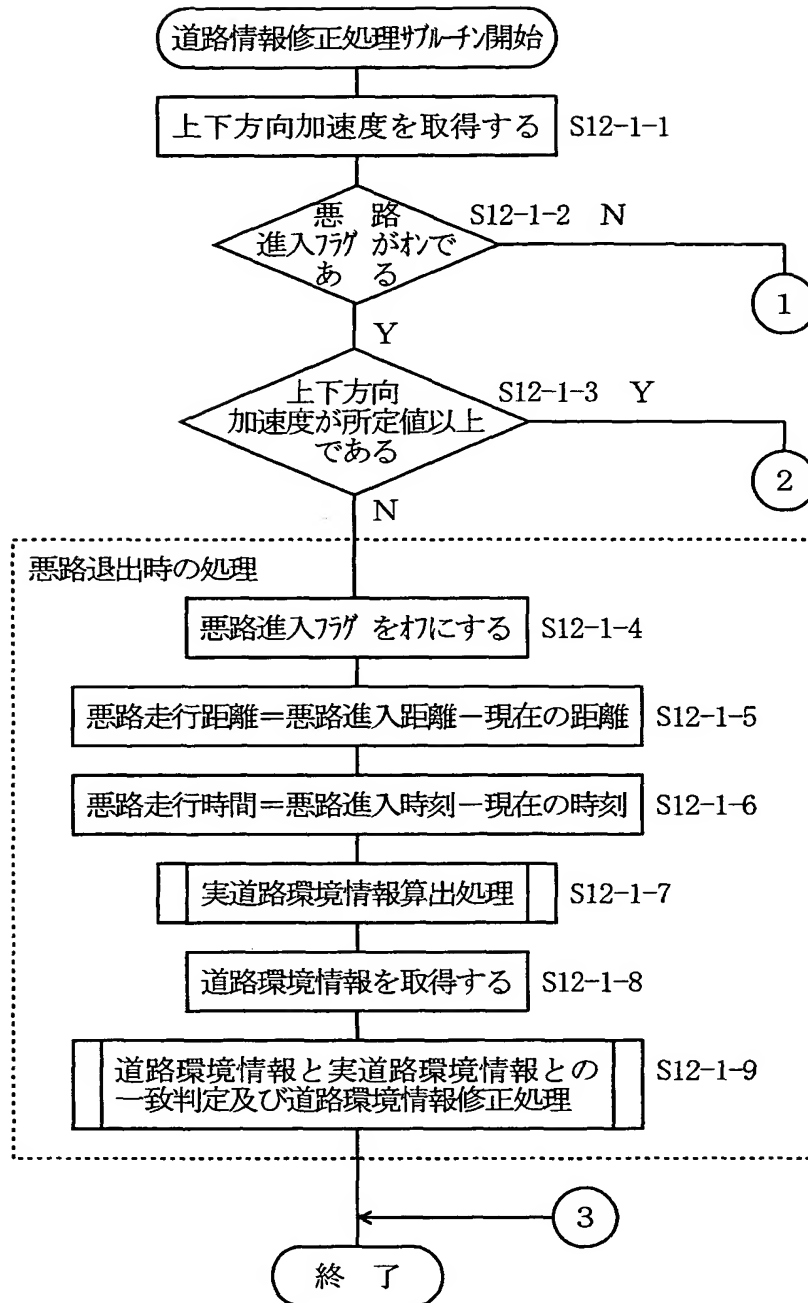 道路情報修正処理ｻﾌﾞﾙｰﾁﾝ開始
上下方向加速度を取得する S12-1-1
悪 路
進入ﾌﾗｸﾞ がｵﾝで
あ る
S12-1-2 N
1
Y
上下方向
加速度が所定値以上
である
S12-1-3 Y
2
N
悪路退出時の処理
悪路進入ﾌﾗｸﾞ をｵﾌにする S12-1-4
悪路走行距離＝悪路進入距離－現在の距離 S12-1-5
悪路走行時間＝悪路進入時刻－現在の時刻 S12-1-6
実道路環境情報算出処理 S12-1-7
道路環境情報を取得する S12-1-8
道路環境情報と実道路環境情報との S12-1-9
一致判定及び道路環境情報修正処理
3
終 了